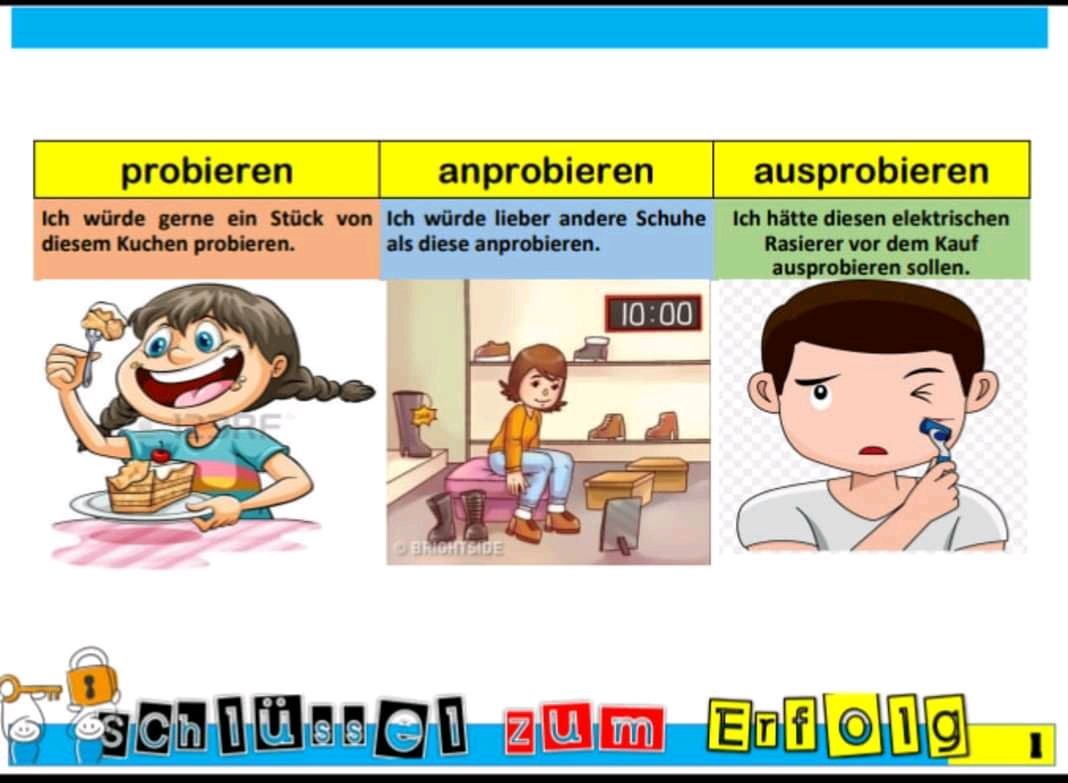 probieren
anprobieren
ausprobieren
Ich würde gerne ein Stück von
diesem Kuchen probieren.
Ich würde lieber andere Schuhe
als diese anprobieren.
Ich hätte diesen elektrischen
Rasierer vor dem Kauf
ausprobieren sollen.
10:00
© BRIGHTSIDE
Schlüssel zum Erfolg
1